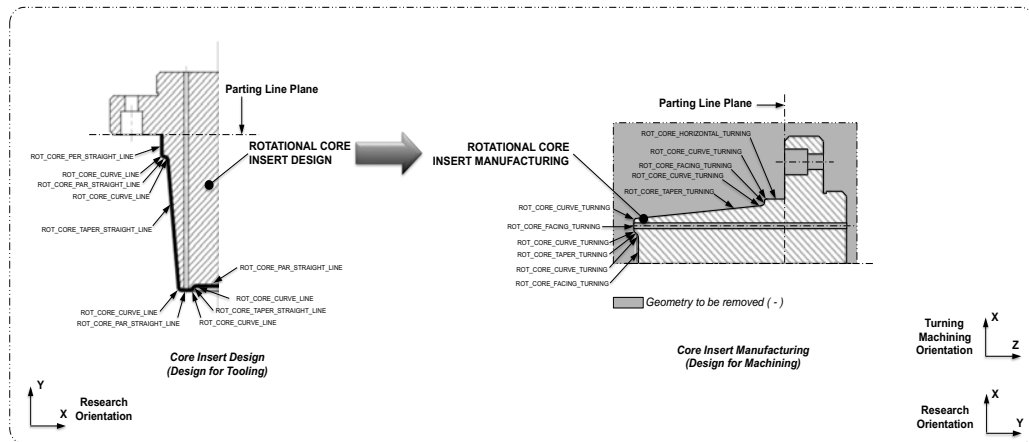 Parting Line Plane
ROT_CORE_PER_STRAIGHT_LINE
ROT_CORE_CURVE_LINE
ROT_CORE_PAR_STRAIGHT_LINE
ROT_CORE_CURVE_LINE
ROTATIONAL CORE
INSERT DESIGN
ROT_CORE_TAPER_STRAIGHT_LINE
ROT_CORE_PAR_STRAIGHT_LINE
ROT_CORE_CURVE_LINE
ROT_CORE_TAPER_STRAIGHT_LINE
ROT_CORE_CURVE_LINE
ROT_CORE_CURVE_LINE
ROT_CORE_PAR_STRAIGHT_LINE
Core Insert Design
(Design for Tooling)
Y
X
Research
Orientation
Parting Line Plane
ROT_CORE_HORIZONTAL_TURNING
ROTATIONAL CORE
INSERT MANUFACTURING
ROT_CORE_CURVE_TURNING
ROT_CORE_FACING_TURNING
ROT_CORE_CURVE_TURNING
ROT_CORE_TAPER_TURNING
ROT_CORE_CURVE_TURNING
ROT_CORE_FACING_TURNING
ROT_CORE_CURVE_TURNING
ROT_CORE_TAPER_TURNING
ROT_CORE_CURVE_TURNING
ROT_CORE_FACING_TURNING
Geometry to be removed ( - )
Core Insert Manufacturing
(Design for Machining)
Turning
Machining
Orientation
X
Z
Research
Orientation
X
Y